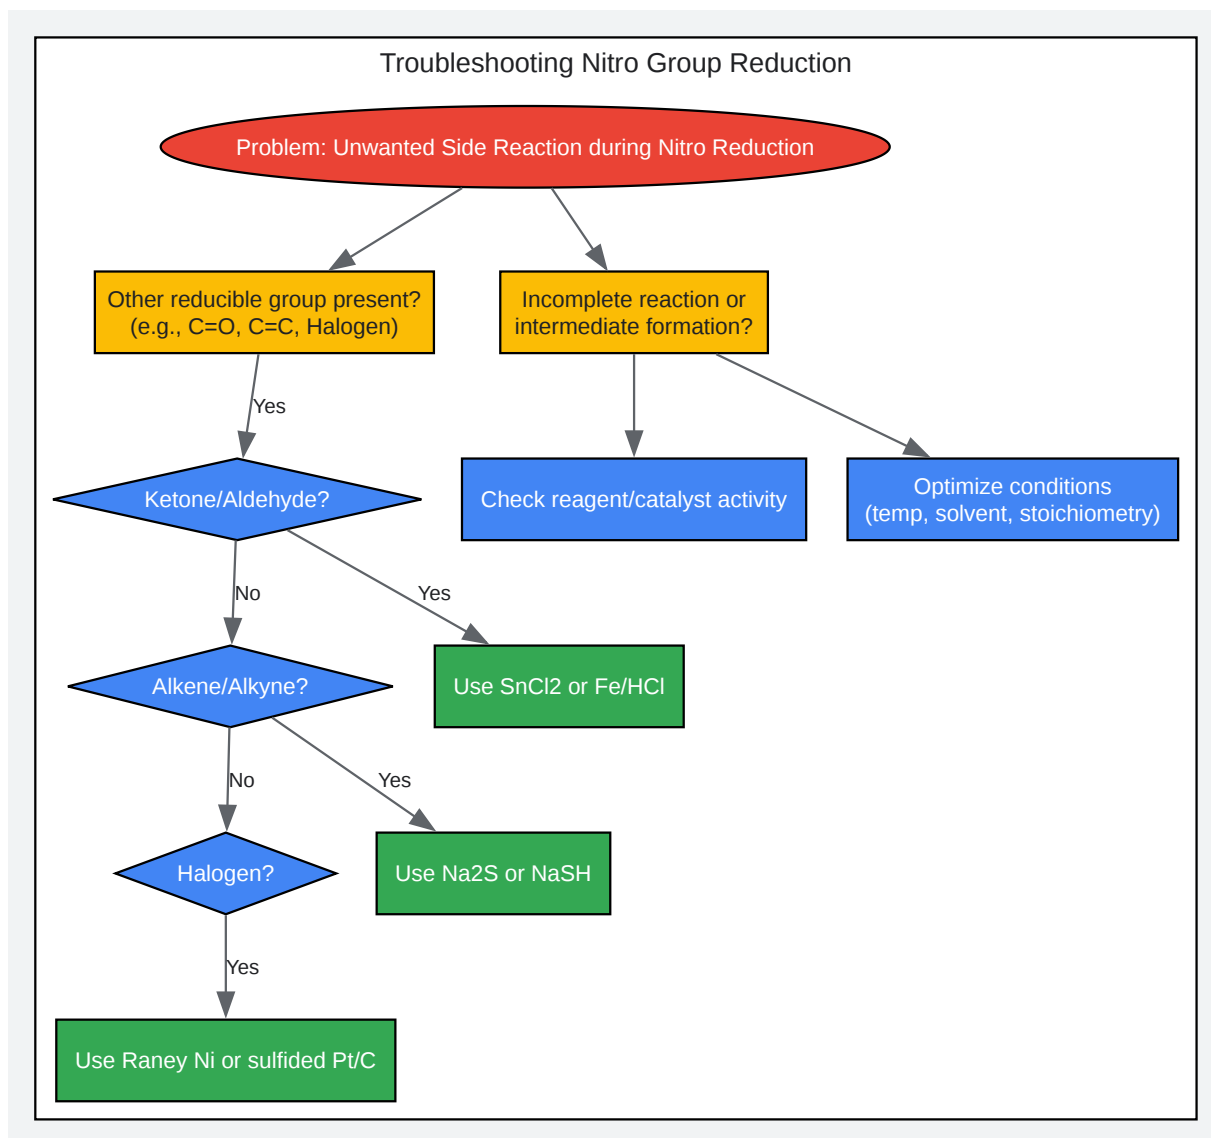 Troubleshooting Nitro Group Reduction
Problem: Unwanted Side Reaction during Nitro Reduction
Other reducible group present?
(e.g., C=O, C=C, Halogen)
Incomplete reaction or
intermediate formation?
Yes
Ketone/Aldehyde?
Check reagent/catalyst activity
Optimize conditions
(temp, solvent, stoichiometry)
No
Yes
Alkene/Alkyne?
Use SnCl2 or Fe/HCl
No
Yes
Halogen?
Use Na2S or NaSH
Yes
Use Raney Ni or sulfided Pt/C